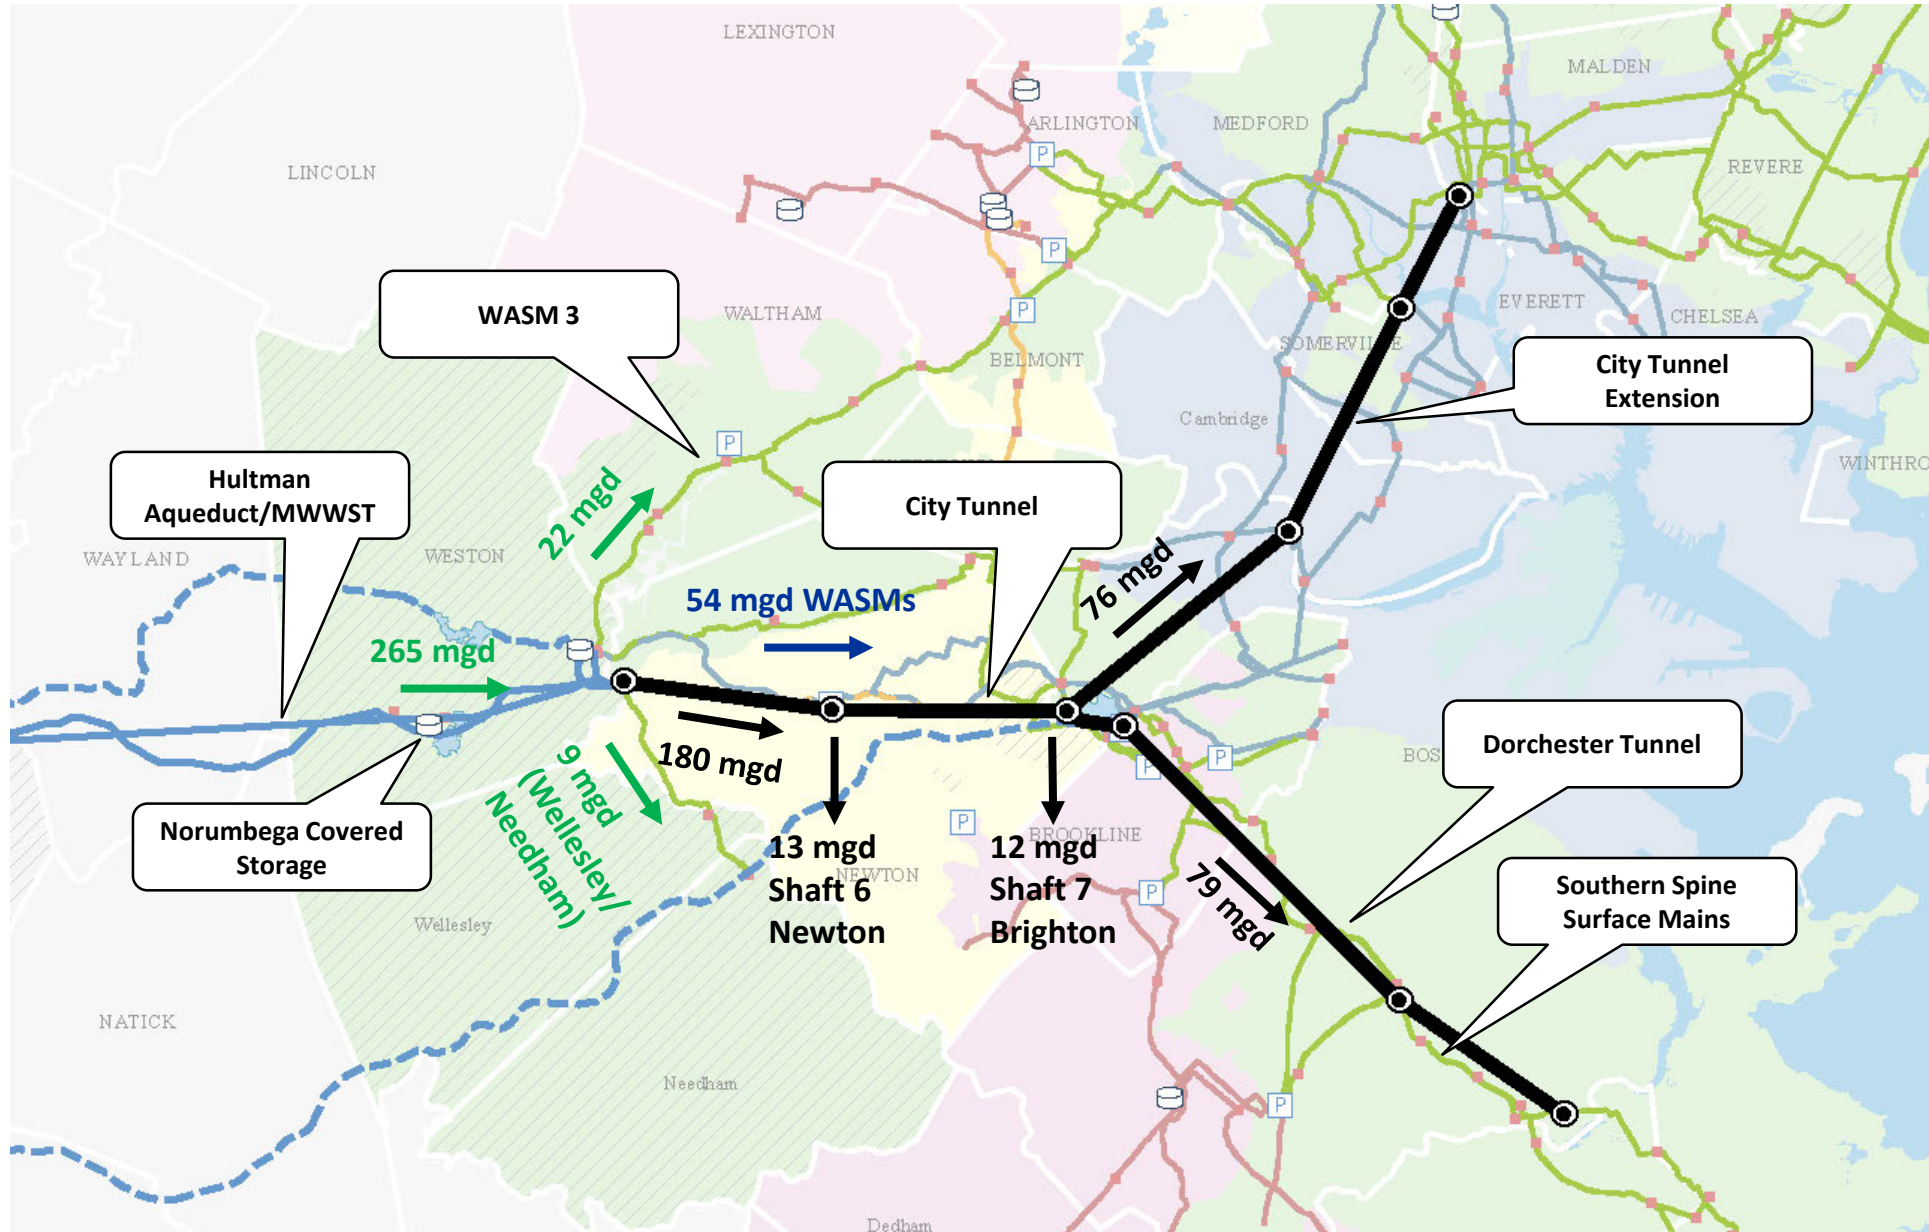 LEXINGTON
MALDEN
ARLINGTON
MEDFORD
LINCOLN
REVERE
P
P
WASM 3
WALTHAM
P
EVERETT
CHELSEA
SOMERVILLE
BELMONT
City Tunnel
Extension
Cambridge
P
WINTHRO
Hultman
Aqueduct/MWWST
City Tunnel
22 mgd
WAYLAND
WESTON
76 mgd
54 mgd WASMs
265 mgd
180 mgd
P
P
BOS
Dorchester Tunnel
9 mgd
(Wellesley/
Needham)
Norumbega Covered
Storage
P
BROOKLINE
13 mgd
Shaft 6
Newton
NEWTON
12 mgd
Shaft 7
Brighton
P
79 mgd
Southern Spine
Surface Mains
Wellesley
NATICK
Needham
P
Dedham